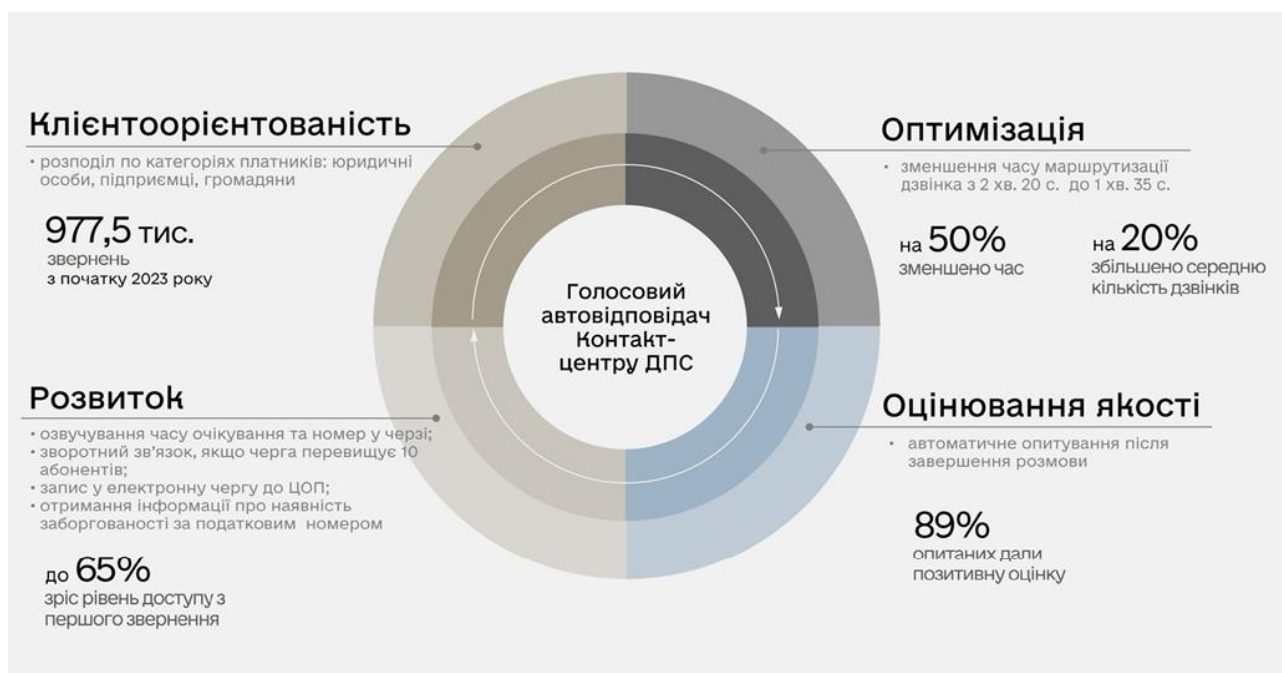 Клієнтоорієнтованість
• розподіл по категоріях платників: юридичні
особи, підприємці, громадяни
977,5 тис.
звернень
з початку 2023 року
Оптимізація
• зменшення часу маршрутизації
дзвінка з 2 хв. 20 с. до 1 хв. 35 с.
на 50%
зменшено час
на 20%
збільшено середню
кількість дзвінків
Голосовий
автовідповідач
Контакт-
центру ДПС
Розвиток
• озвучування часу очікування та номер у черзі;
• зворотний зв’язок, якщо черга перевищує 10
абонентів;
• запис у електронну чергу до ЦОП;
• отримання інформації про наявність
заборгованості за податковим номером
до 65%
зріс рівень доступу з
першого звернення
Оцінювання якості
• автоматичне опитування після
завершення розмови
89%
опитаних дали
позитивну оцінку